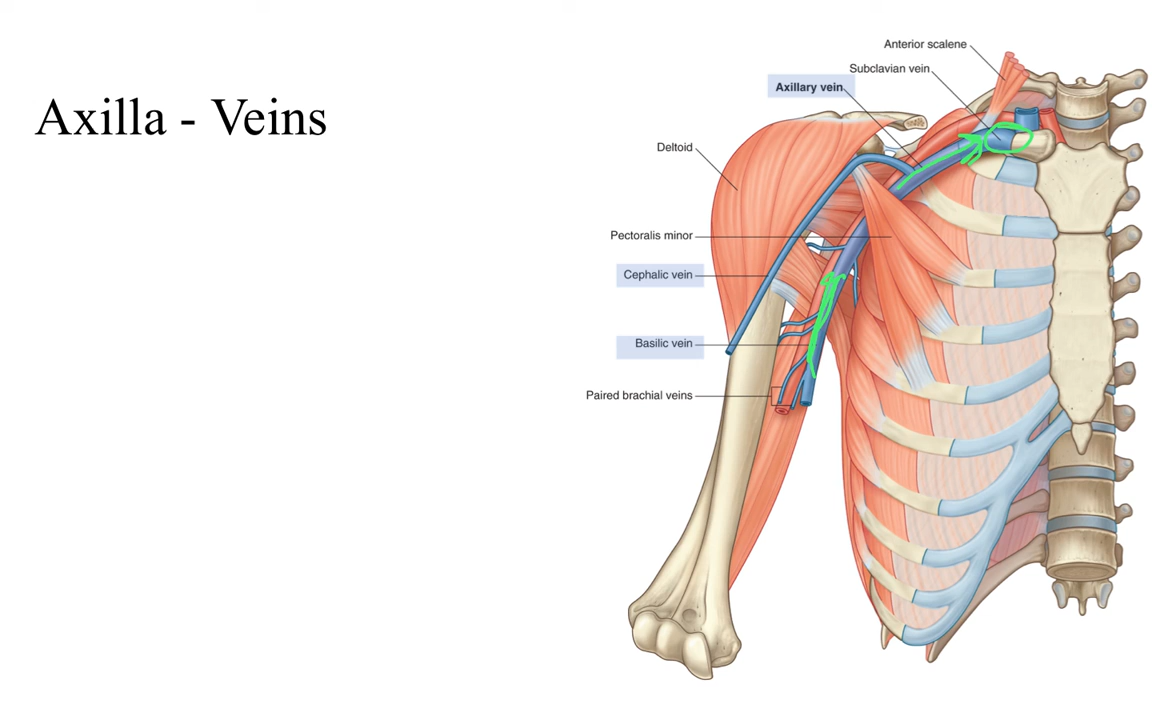 Axilla - Veins
Anterior scalene
Subclavian vein
Axillary vein
Deltoid
Pectoralis minor
Cephalic vein
Basilic vein
Paired brachial veins